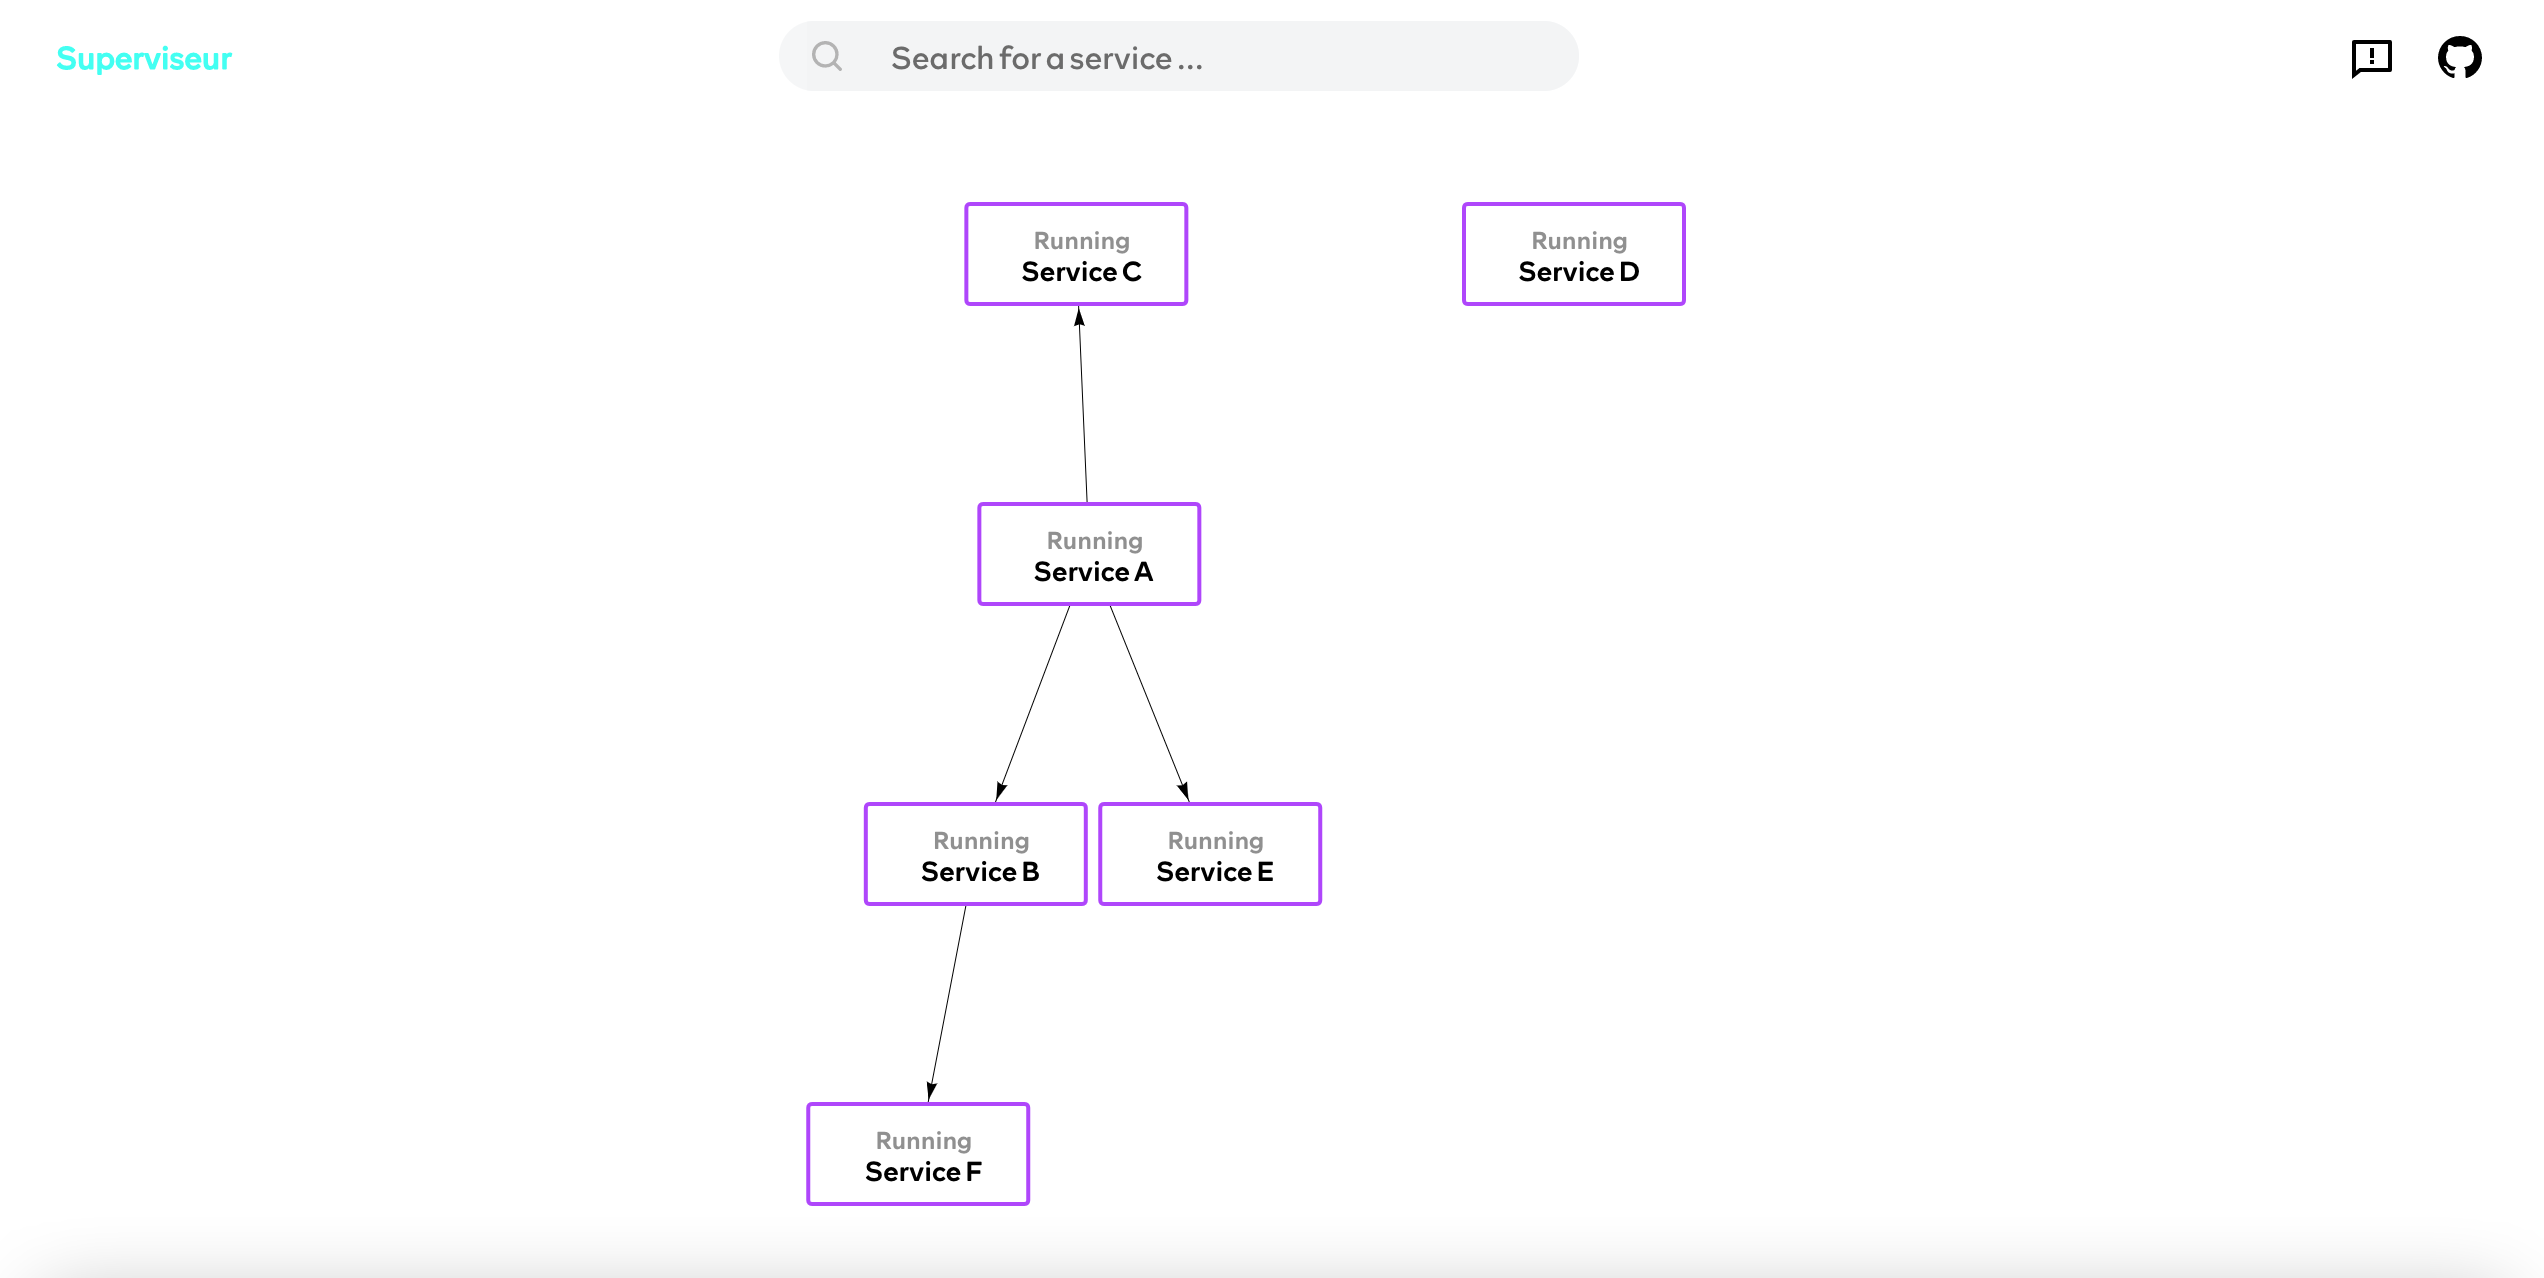 Superviseur
Search for a service ...
Running
Service C
Running
Service D
Running
Service A
Running
Service B
Running
Service E
Running
Service F